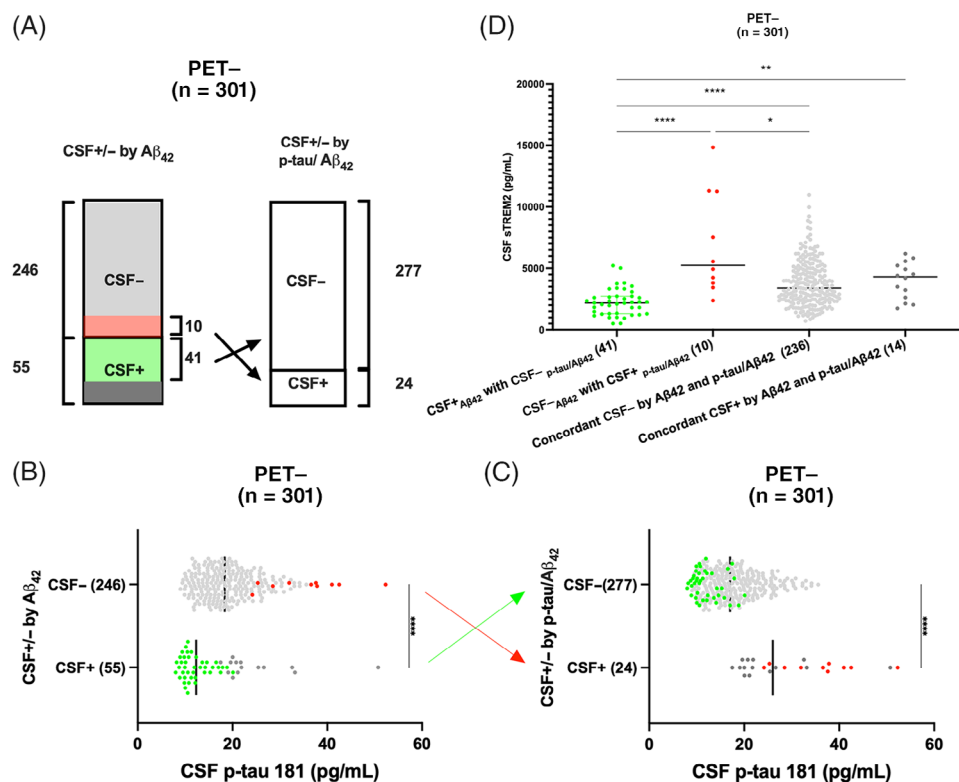 (A)
PET–
(n = 301)
CSF+/– by Aβ42
CSF+/– by
p-tau/ Aβ42
246
CSF–
10
55
CSF+
41
CSF–
277
CSF+
24
(D)
PET–
(n = 301)
**
****
****
*
CSF sTREM2 (pg/mL)
20000
15000
10000
5000
0
CSF+Aβ42 with CSF– p-tau/Aβ42 (41)
CSF–Aβ42 with CSF+ p-tau/Aβ42 (10)
Concordant CSF– by Aβ42 and p-tau/Aβ42 (236)
Concordant CSF+ by Aβ42 and p-tau/Aβ42 (14)
(B)
PET–
(n = 301)
CSF+/– by Aβ42
CSF– (246)
CSF+ (55)
****
0
20
40
60
CSF p-tau 181 (pg/mL)
(C)
PET–
(n = 301)
CSF+/– by p-tau/Aβ42
CSF–(277)
CSF+ (24)
****
0
20
40
60
CSF p-tau 181 (pg/mL)